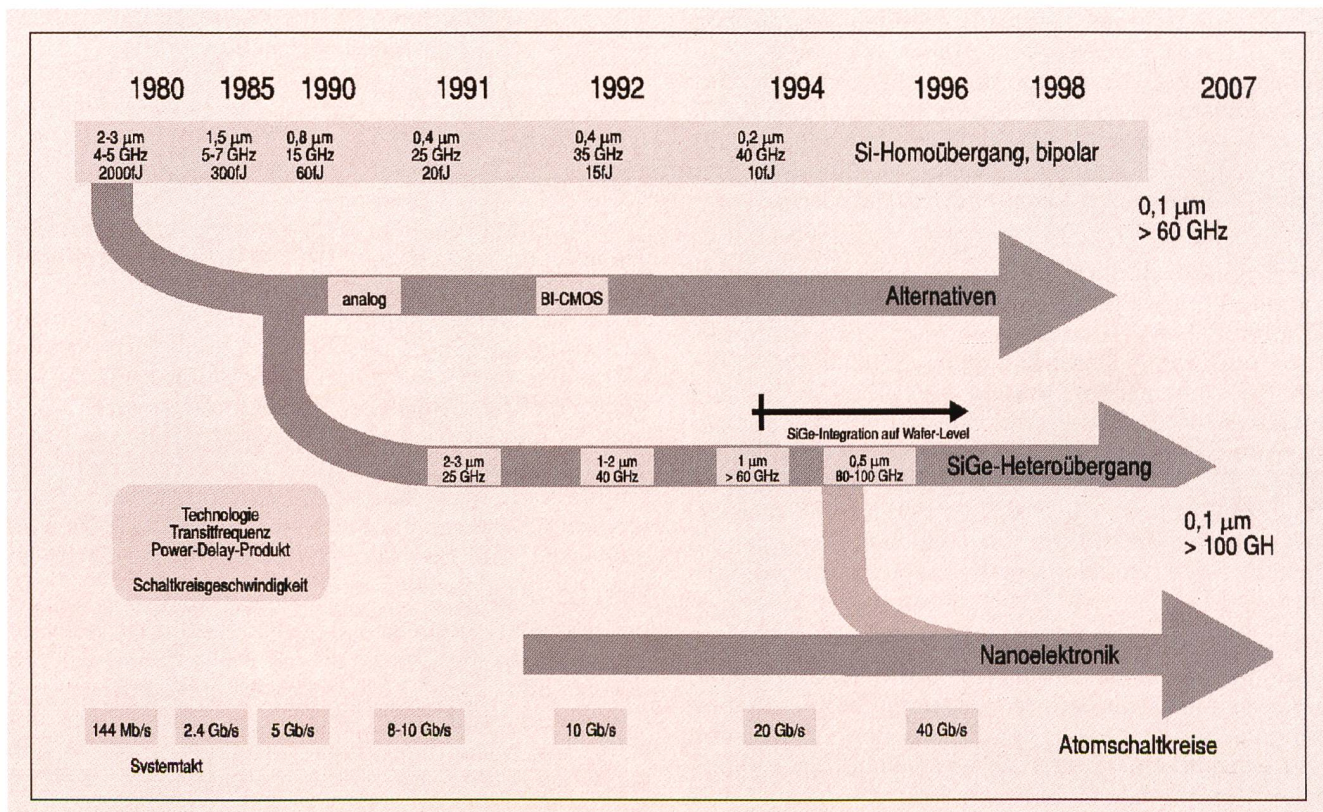 1980 1985 1990 1991 1992 1994 1996 1998 2007
2-3 µm
4-5 GHz
2000fJ
1,5 µm
5-7 GHz
300fJ
0,8 µm
15 GHz
60fJ
0,4 µm
25 GHz
20fJ
0,4 µm
35 GHz
15fJ
0,2 µm
40 GHz
10fJ
Si-Homoübergang, bipolar
0,1 µm
> 60 GHz
analog
BI-CMOS
Alternativen
SiGe-Integration auf Wafer-Level
2-3 µm
25 GHz
1-2 µm
40 GHz
1 µm
> 60 GHz
0,5 µm
80-100 GHz
SiGe-Heteroübergang
Technologie
Transitfrequenz
Power-Delay-Produkt
Schaltkreisgeschwindigkeit
0,1 µm
> 100 GH
Nanoelektronik
144 Mb/s
2.4 Gb/s
5 Gb/s
8-10 Gb/s
10 Gb/s
20 Gb/s
40 Gb/s
Systemtakt
Atomschaltkreise